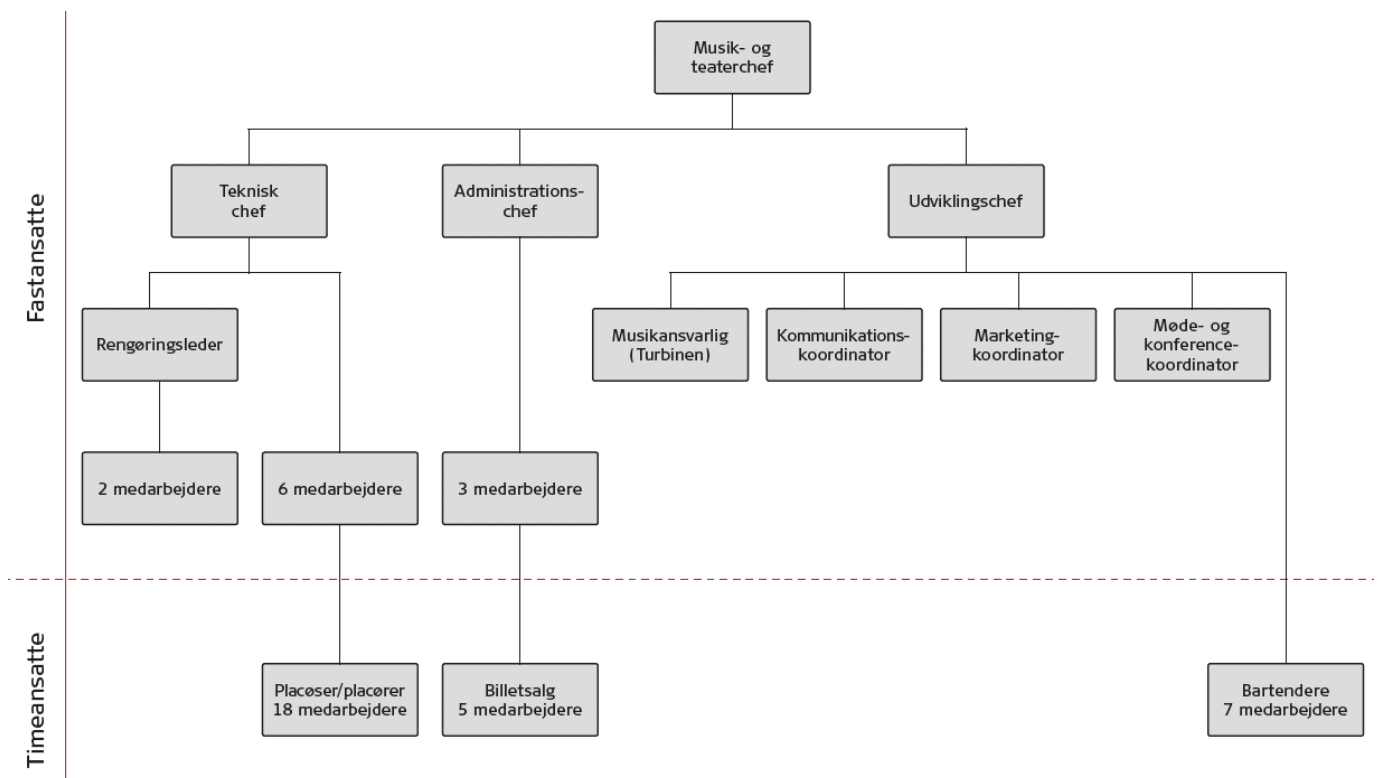 Musik- og
teaterchef
Fastansatte
Teknisk
chef
Administrations-
chef
Udviklingschef
Rengøringsleder
Musikansvarlig
(Turbinen)
Kommunikations-
koordinator
Marketing-
koordinator
Møde- og
konference-
koordinator
2 medarbejdere
6 medarbejdere
3 medarbejdere
Timeansatte
Placøser/placører
18 medarbejdere
Billetsalg
5 medarbejdere
Bartendere
7 medarbejdere